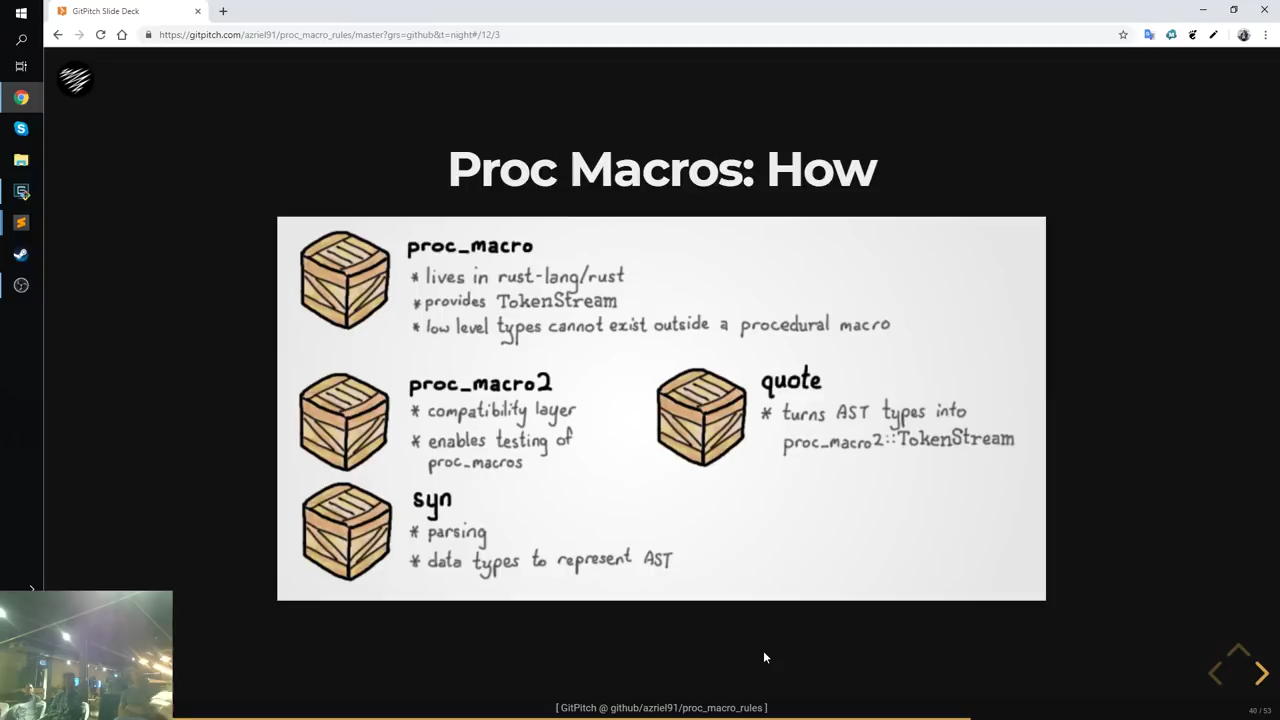 GitPitch Slide Deck
https://gitpitch.com/azriel91/proc_macro_rules/master?grs=github&t=night#/12/3
Proc Macros: How
proc_macro
* lives in rust-lang/rust
* provides TokenStream
* low level types cannot exist outside a procedural macro
proc_macro2
* compatibility layer
* enables testing of
proc_macros
quote
* turns AST types into
proc_macro2::TokenStream
syn
* parsing
* data types to represent AST
[ GitPitch @ github/azriel91/proc_macro_rules ]
40 / 53